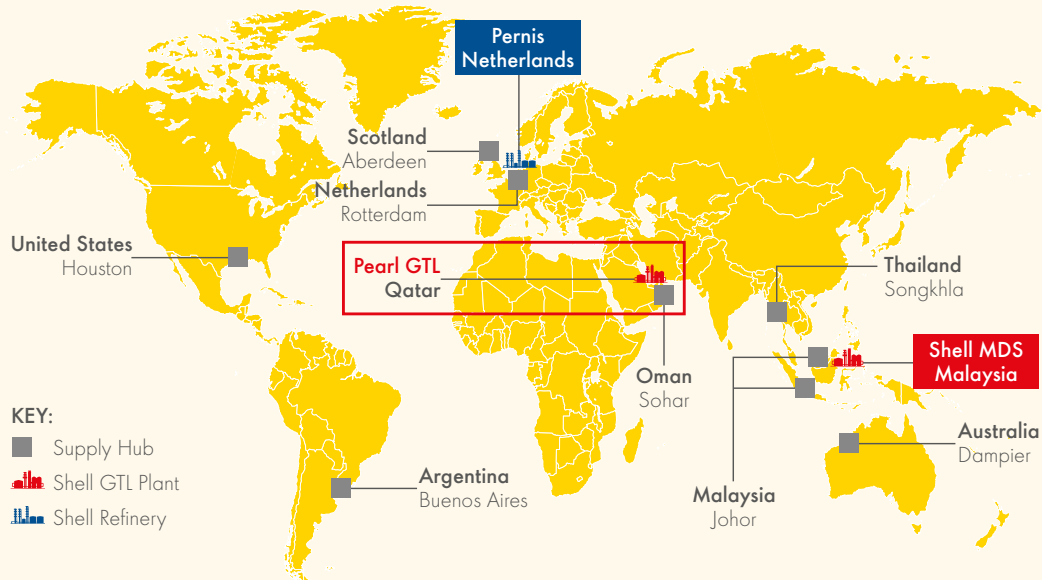 Pernis
Netherlands
Scotland
Aberdeen
Netherlands
Rotterdam
United States
Houston
Pearl GTL
Qatar
Thailand
Songkhla
Shell MDS
Malaysia
Oman
Sohar
KEY:
Supply Hub
Shell GTL Plant
Shell Refinery
Argentina
Buenos Aires
Malaysia
Johor
Australia
Dampier